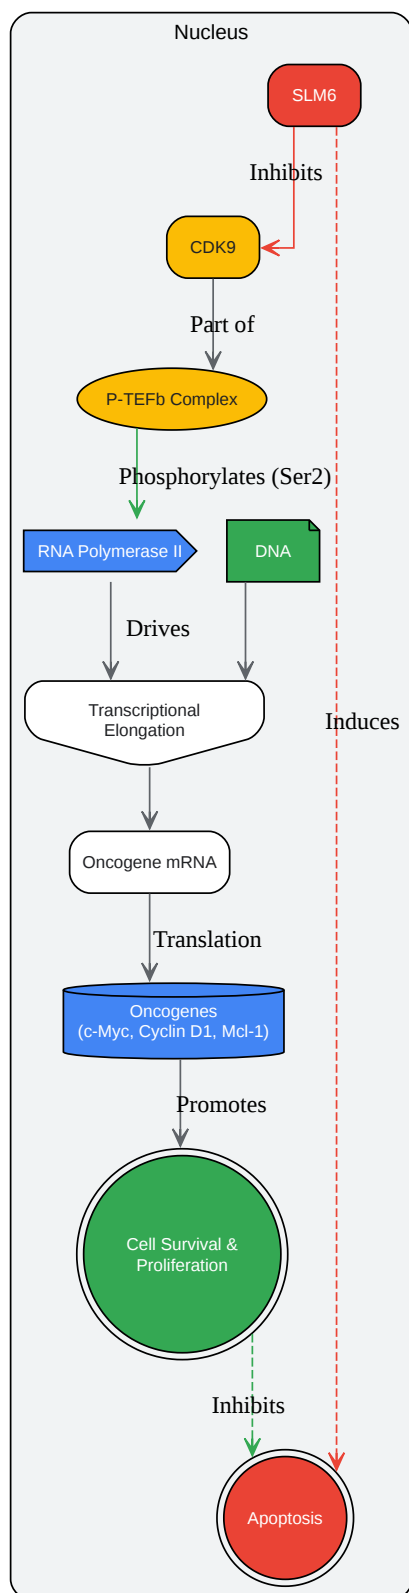 Nucleus
SLM6
Inhibits
CDK9
Part of
P-TEFb Complex
Phosphorylates (Ser2)
RNA Polymerase II
DNA
Drives
Transcriptional
Elongation
Induces
Oncogene mRNA
Translation
Oncogenes
(c-Myc, Cyclin D1, Mcl-1)
Promotes
Cell Survival &
Proliferation
Inhibits
Apoptosis